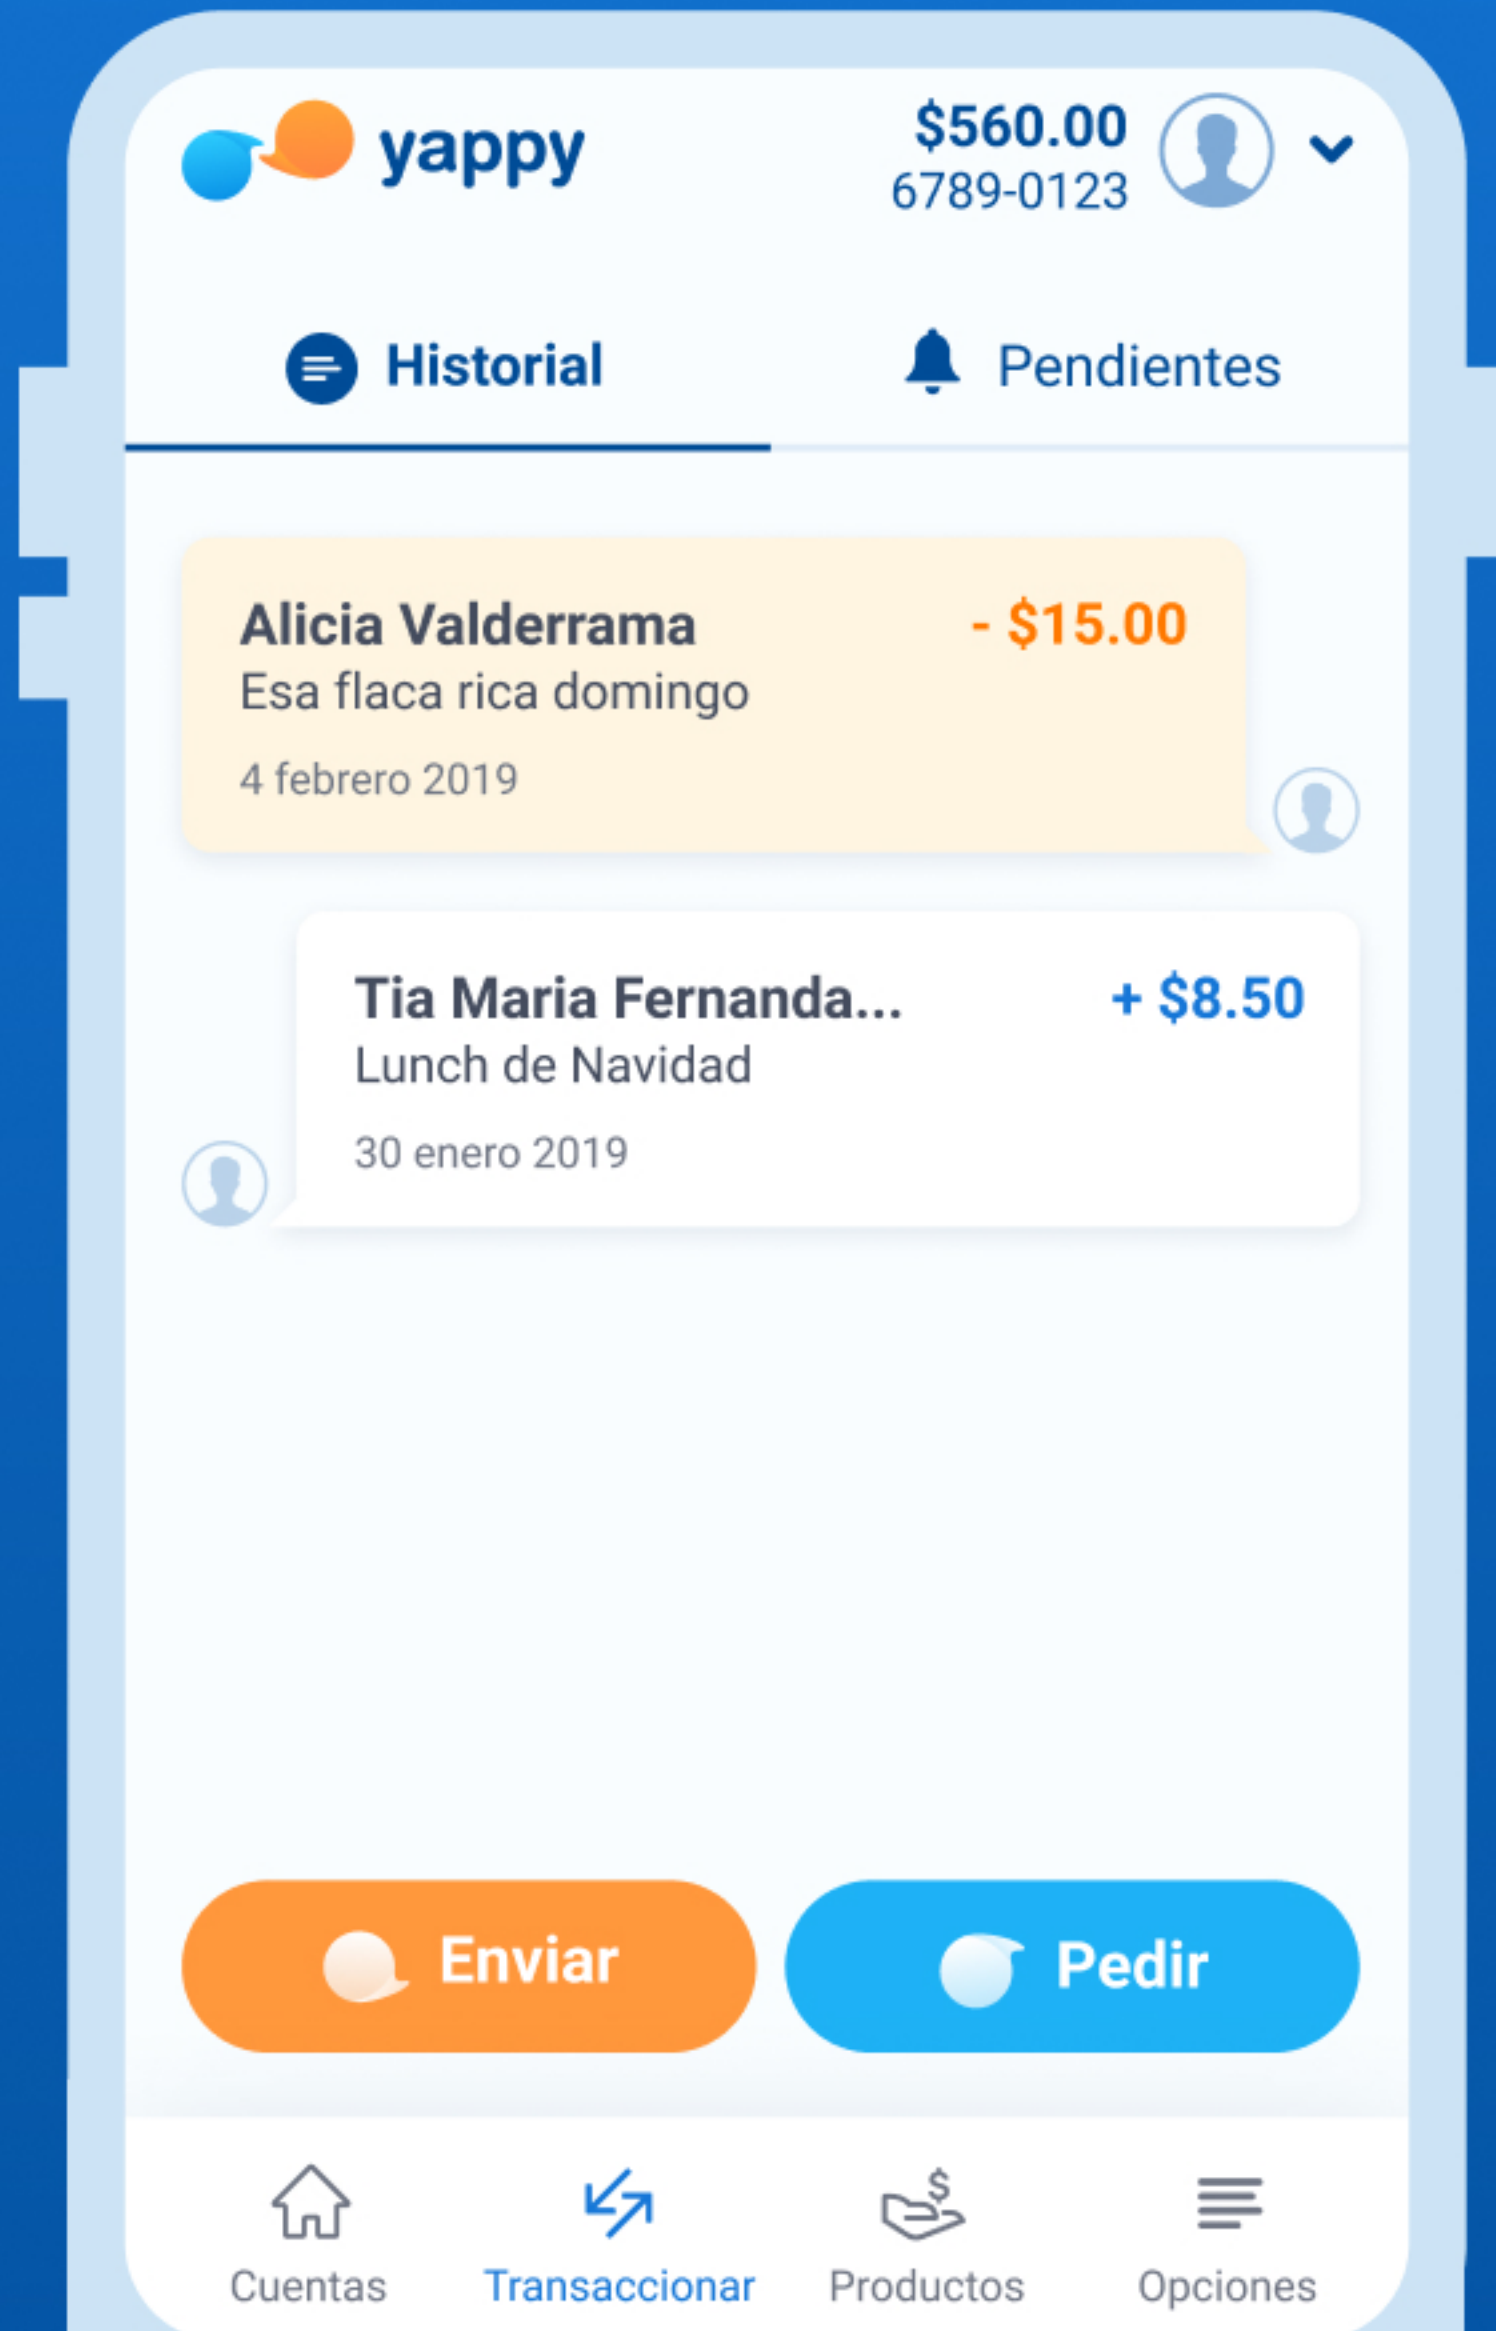 yappy
$560.00
6789-0123
Historial
Pendientes
Alicia Valderrama
- $15.00
Esa flaca rica domingo
4 febrero 2019
Tia Maria Fernanda...
+ $8.50
Lunch de Navidad
30 enero 2019
Enviar
Pedir
$
Cuentas
Transaccionar
Productos
Opciones